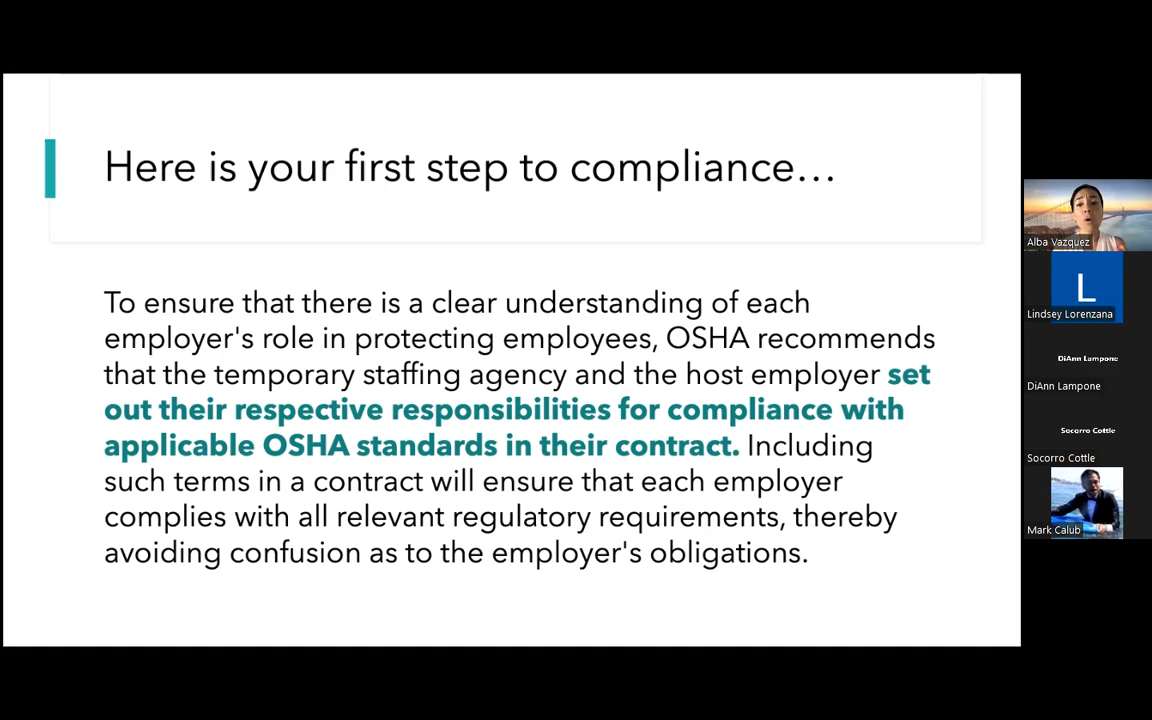 Here is your first step to compliance...
To ensure that there is a clear understanding of each
employer's role in protecting employees, OSHA recommends
that the temporary staffing agency and the host employer set
out their respective responsibilities for compliance with
applicable OSHA standards in their contract. Including
such terms in a contract will ensure that each employer
complies with all relevant regulatory requirements, thereby
avoiding confusion as to the employer's obligations.
Alba Vazquez
L
Lindsey Lorenzana
DiAnn Lampone
DiAnn Lampone
Socorro Cottle
Socorro Cottle
Mark Calub